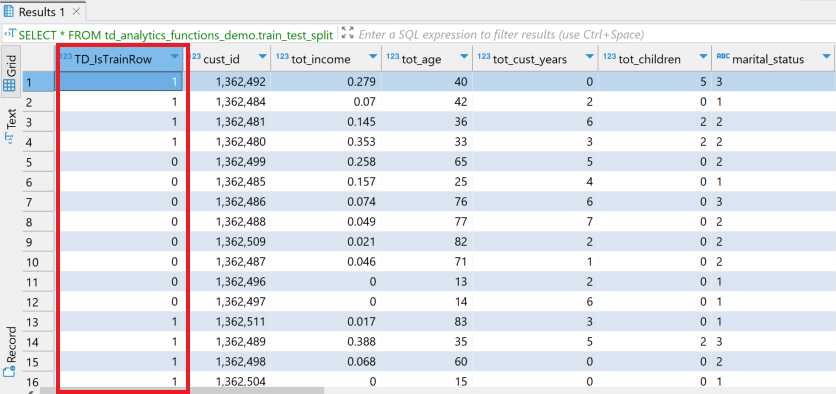 Results 1
SELECT * FROM td_analytics_functions_demo.train_test_split Enter a SQL expression to filter results (use Ctrl+Space)
Grid
Text
Record
123 TD_IsTrainRow 123 cust_id 123 tot_income 123 tot_age 123 tot_cust_years 123 tot_children ABC marital_status
1 1 1,362,492 0.279 40 0 5 3
2 1 1,362,484 0.07 42 2 0 1
3 1 1,362,481 0.145 36 6 2 2
4 1 1,362,480 0.353 33 3 2 2
5 0 1,362,499 0.258 65 5 0 2
6 0 1,362,485 0.157 25 4 0 1
7 0 1,362,486 0.074 76 6 0 3
8 0 1,362,488 0.049 77 7 0 2
9 0 1,362,509 0.021 82 2 0 2
10 0 1,362,487 0.046 71 1 0 2
11 0 1,362,496 0 13 2 0 1
12 0 1,362,497 0 14 6 0 1
13 1 1,362,511 0.017 83 3 0 1
14 1 1,362,489 0.388 35 5 2 3
15 1 1,362,498 0.068 60 0 0 2
16 1 1,362,504 0 15 0 0 1